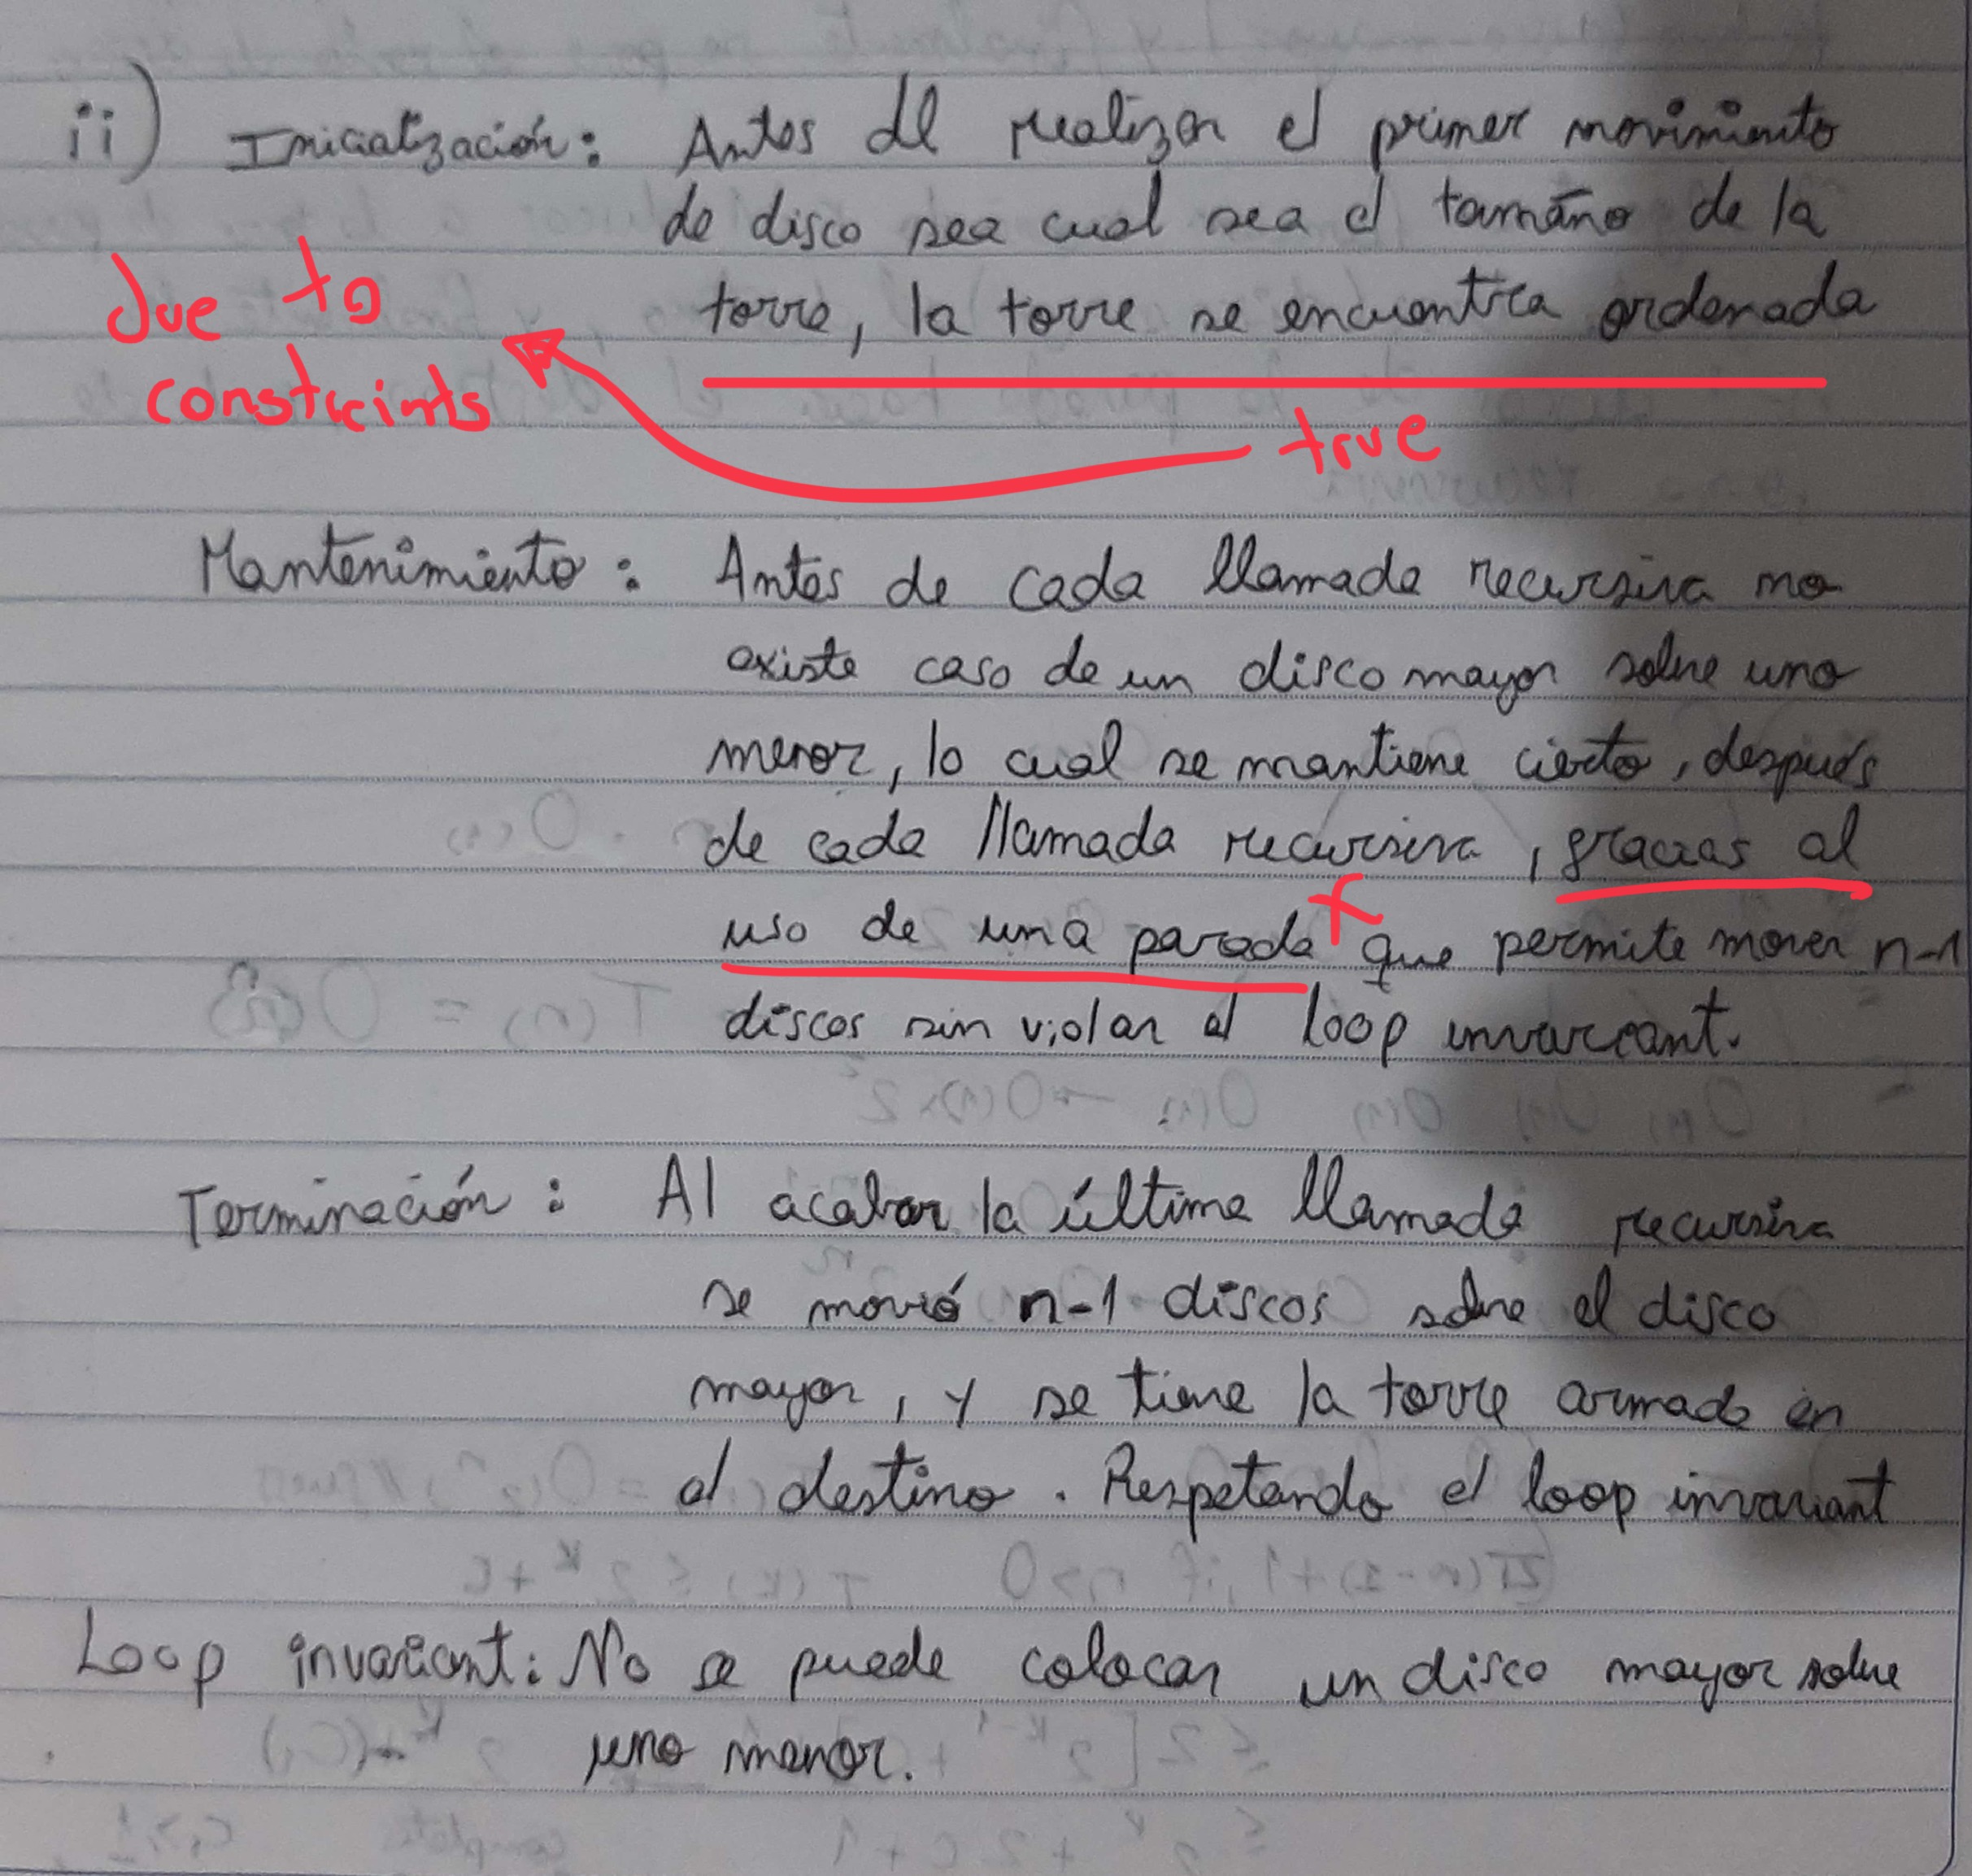 ii) Inicialización: Antes de realizar el primer movimiento
de disco sea cual sea el tamaño de la
torre, la torre se encuentra ordenada
due to
constreints
true
Mantenimiento: Antes de cada llamada recursiva no
existe caso de un disco mayor sobre uno
menor, lo cual se mantiene cierto, después
de cada llamada recursiva, gracias al
uso de una parada que permite mover n-1
discos sin violar el loop invariant.
Terminación: Al acabar la última llamada recursiva
se movió n-1 discos sobre el disco
mayor, y se tiene la torre armada en
el destino. Respetando el loop invariant
Loop invariant: No se puede colocar un disco mayor sobre
uno menor.